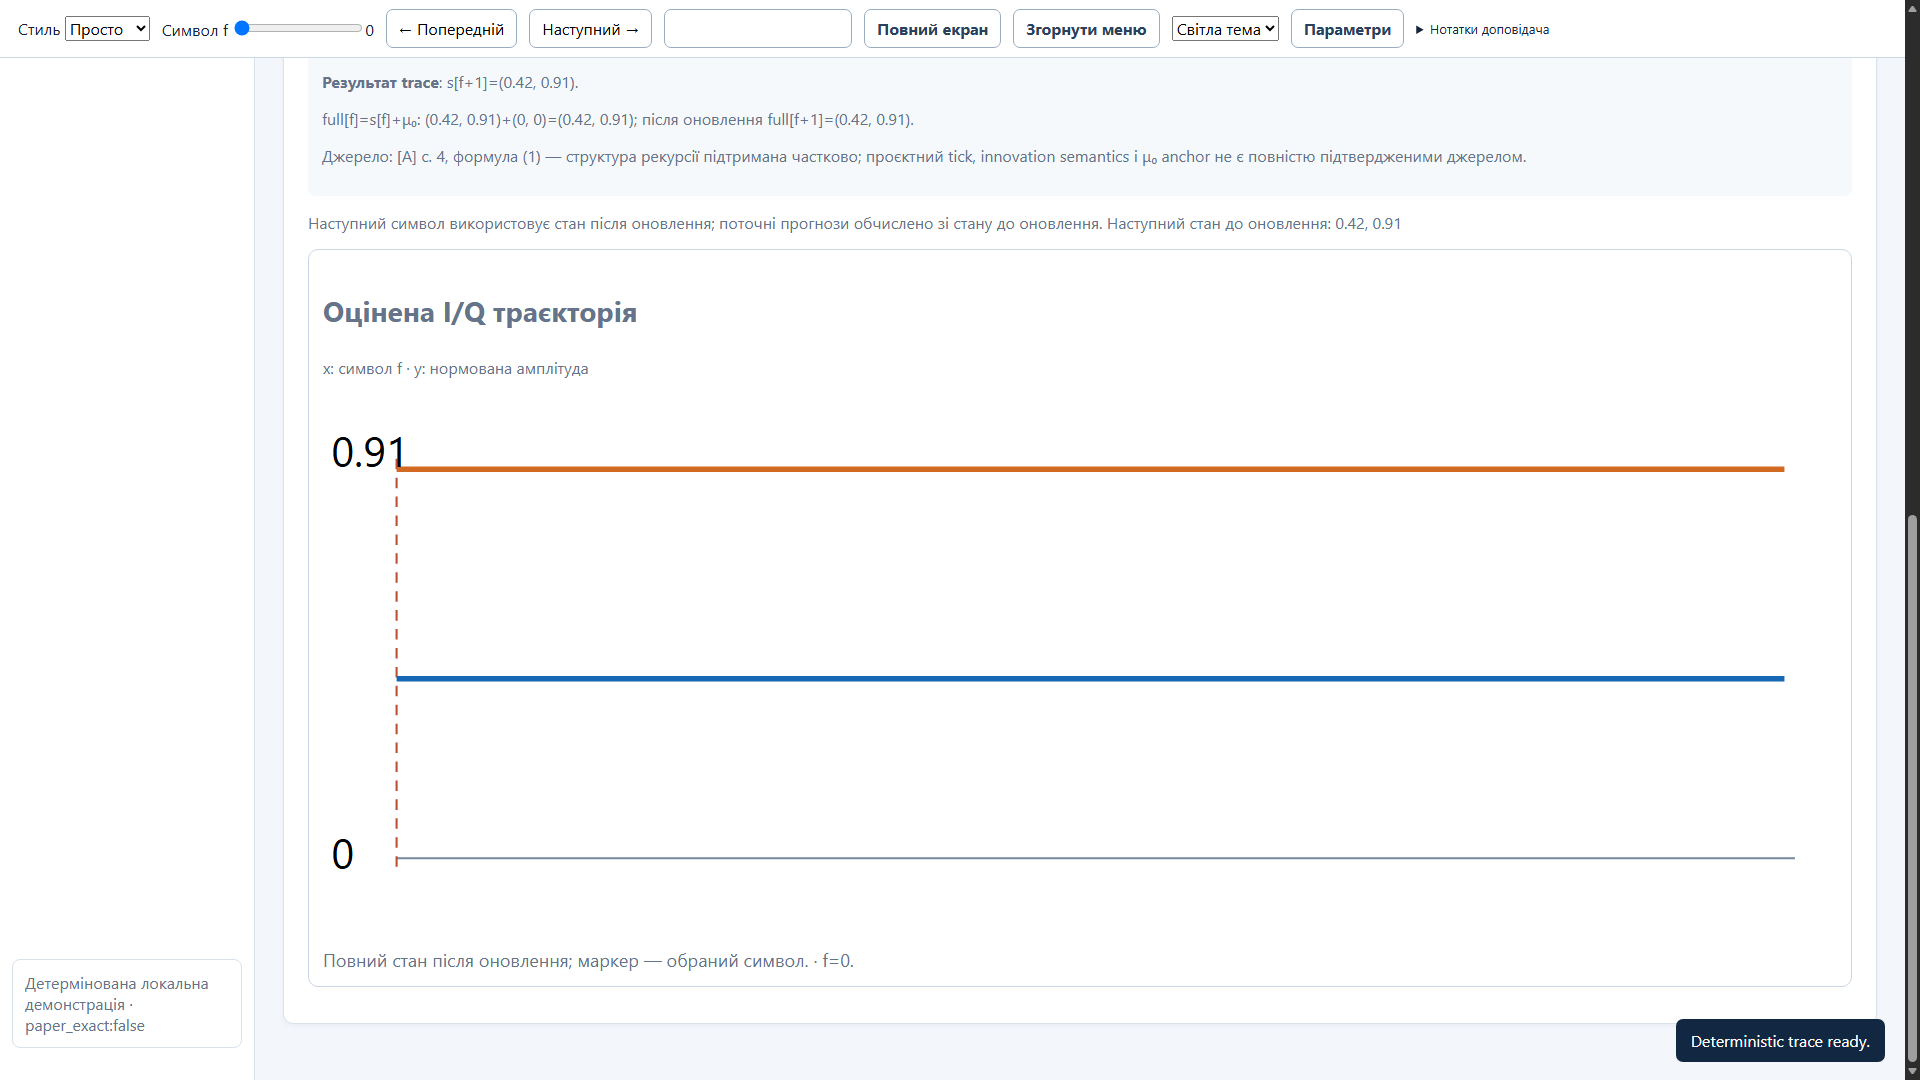 Стиль Просто Символ f 0 ← Попередній Наступний → Повний екран Згорнути меню Світла тема Параметри ▶ Нотатки доповідача
Результат trace: s[f+1]=(0.42, 0.91).
full[f]=s[f]+μ₀: (0.42, 0.91)+(0, 0)=(0.42, 0.91); після оновлення full[f+1]=(0.42, 0.91).
Джерело: [A] с. 4, формула (1) — структура рекурсії підтримана частково; проєктний tick, innovation semantics і μ₀ anchor не є повністю підтвердженими джерелом.
Наступний символ використовує стан після оновлення; поточні прогнози обчислено зі стану до оновлення. Наступний стан до оновлення: 0.42, 0.91
Оцінена I/Q траєкторія
x: символ f · y: нормована амплітуда
0.91
0
Повний стан після оновлення; маркер — обраний символ. · f=0.
Детермінована локальна
демонстрація ·
paper_exact:false
Deterministic trace ready.